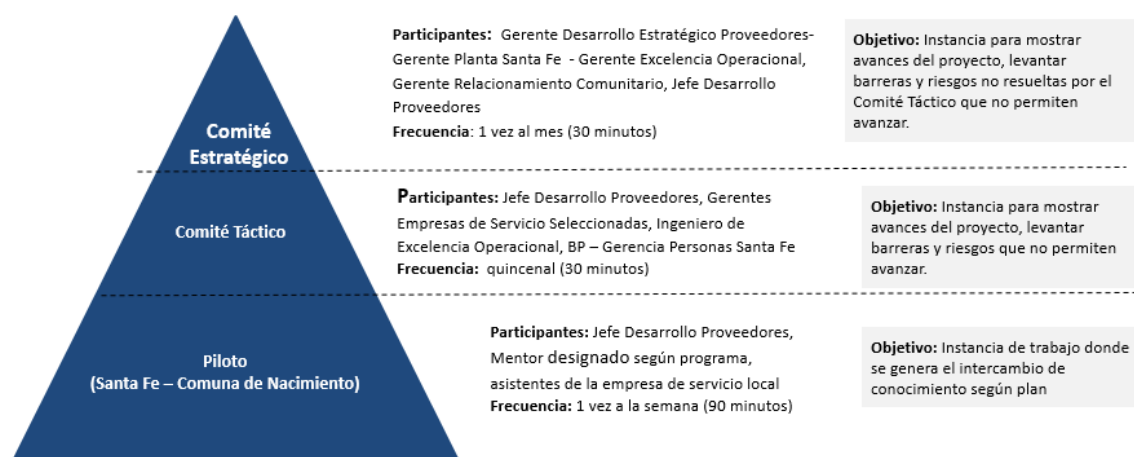 Comité
Estratégico
Participantes: Gerente Desarrollo Estratégico Proveedores-
Gerente Planta Santa Fe - Gerente Excelencia Operacional,
Gerente Relacionamiento Comunitario, Jefe Desarrollo
Proveedores
Frecuencia: 1 vez al mes (30 minutos)
Objetivo: Instancia para mostrar
avances del proyecto, levantar
barreras y riesgos no resueltas por el
Comité Táctico que no permiten
avanzar.
Comité Táctico
Participantes: Jefe Desarrollo Proveedores, Gerentes
Empresas de Servicio Seleccionadas, Ingeniero de
Excelencia Operacional, BP – Gerencia Personas Santa Fe
Frecuencia: quincenal (30 minutos)
Objetivo: Instancia para mostrar
avances del proyecto, levantar
barreras y riesgos que no permiten
avanzar.
Piloto
(Santa Fe – Comuna de Nacimiento)
Participantes: Jefe Desarrollo Proveedores,
Mentor designado según programa,
asistentes de la empresa de servicio local
Frecuencia: 1 vez a la semana (90 minutos)
Objetivo: Instancia de trabajo donde
se genera el intercambio de
conocimiento según plan